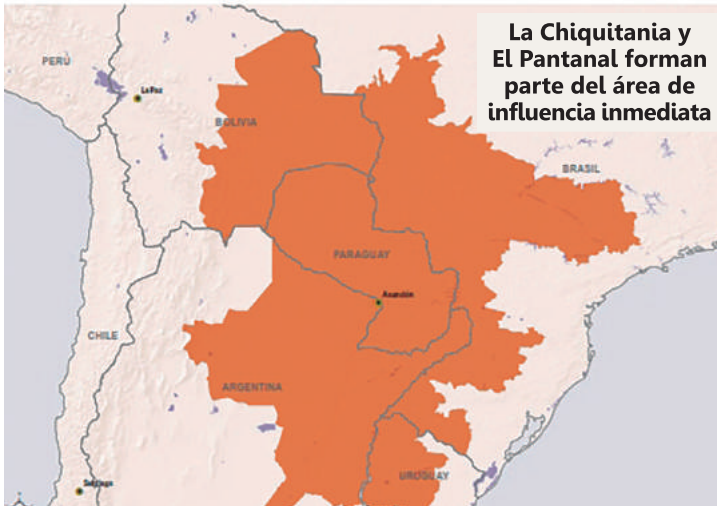 La Chiquitania y
El Pantanal forman
parte del área de
influencia inmediata
PERÚ
La Paz
BOLIVIA
BRASIL
PARAGUAY
Asunción
CHILE
ARGENTINA
Santiago
URUGUAY